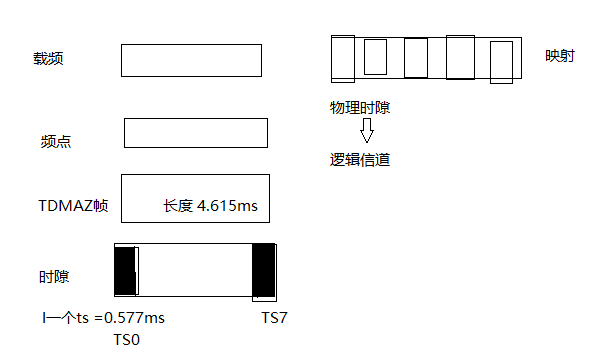 载频
映射
物理时隙
频点
逻辑信道
TDMAZ帧
长度 4.615ms
时隙
I一个ts =0.577ms
TS7
TS0